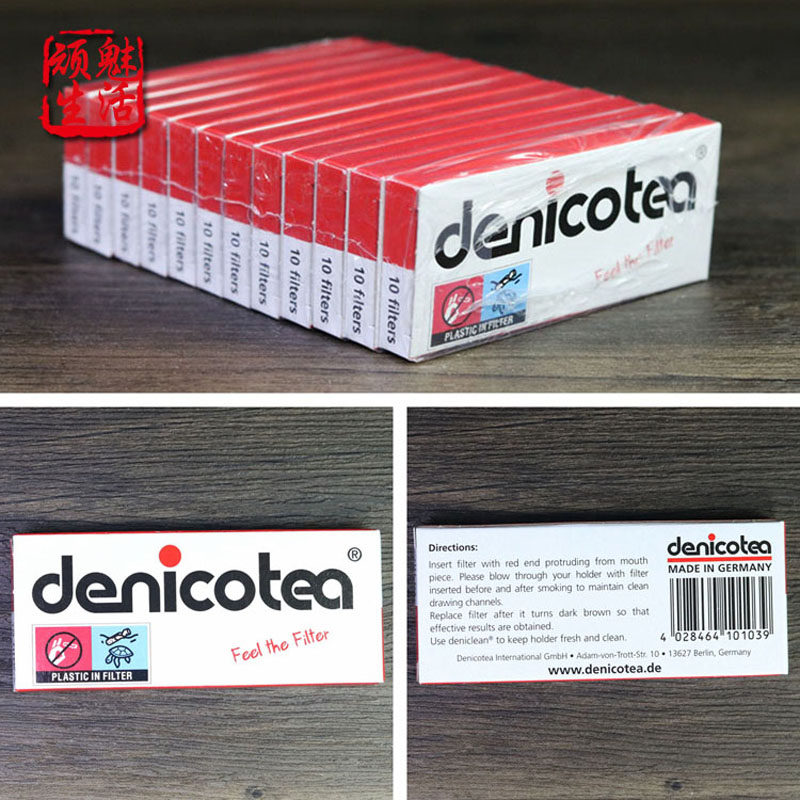 顽魅
生活
denicotea®
Feel the Filter
PLASTIC IN FILTER
10 filters
10 filters
10 filters
10 filters
10 filters
10 filters
10 filters
10 filters
10 filters
10 filters
10 filters
10 filters
denicotea®
Feel the Filter
PLASTIC IN FILTER
Directions:
Insert filter with red end protruding from mouth
piece. Please blow through your holder with filter
inserted before and after smoking to maintain clean
drawing channels.
Replace filter after it turns dark brown so that
effective results are obtained.
Use deniclean® to keep holder fresh and clean.
denicotea
MADE IN GERMANY
4 028464 101039
Denicotea International GmbH • Adam-von-Trott-Str. 10 • 13627 Berlin, Germany
www.denicotea.de